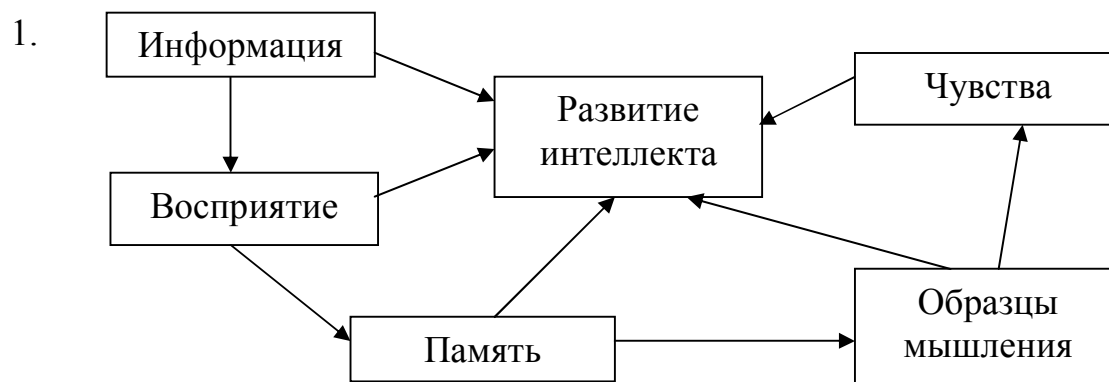 1.
Информация
Развитие
интеллекта
Чувства
Восприятие
Память
Образцы
мышления